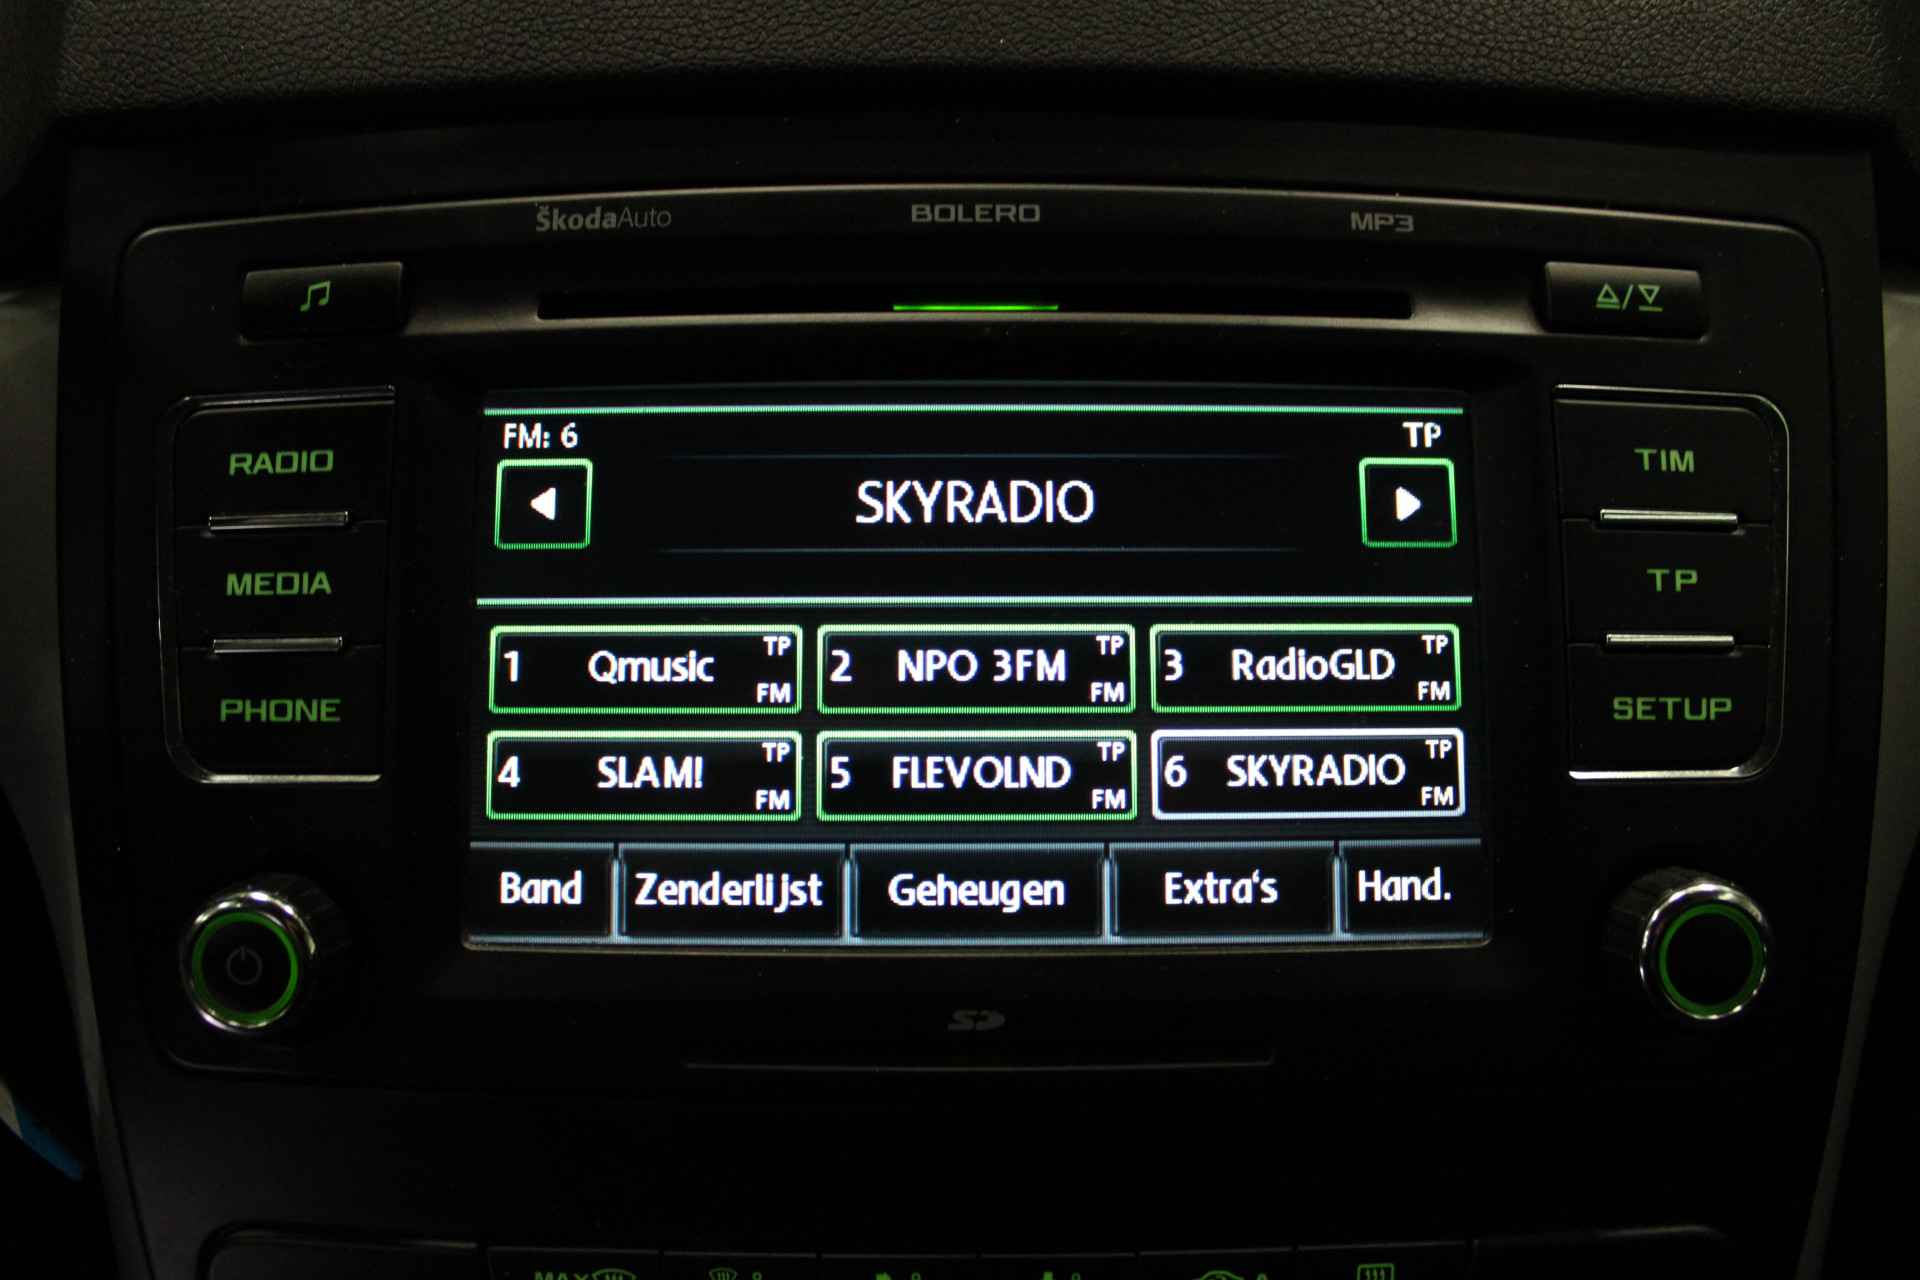 ŠkodaAuto BOLERO MP3
RADIO
MEDIA
PHONE
FM: 6 TP
SKYRADIO
1 Qmusic TP FM
2 NPO 3FM TP FM
3 RadioGLD TP FM
4 SLAM! TP FM
5 FLEVOLND TP FM
6 SKYRADIO TP FM
Band Zenderlijst Geheugen Extra's Hand.
TIM
TP
SETUP
SD
MAX